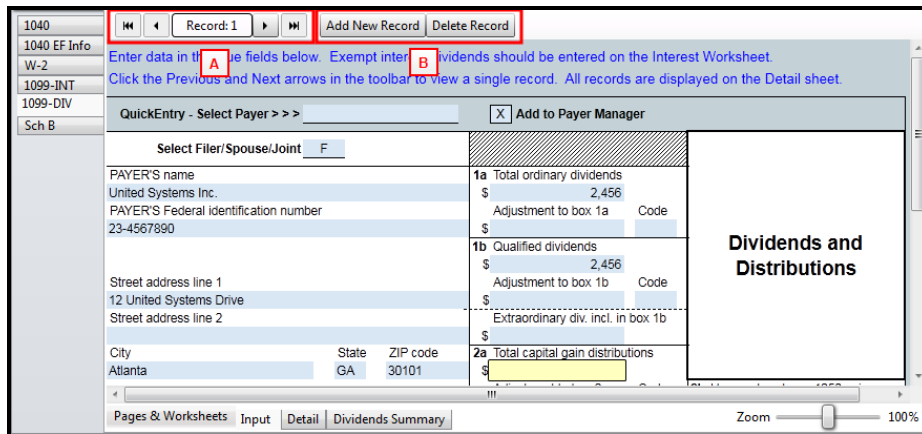 1040
1040 EF Info
W-2
1099-INT
1099-DIV
Sch B
Record: 1 Add New Record Delete Record
A B
Enter data in the blue fields below. Exempt interest dividends should be entered on the Interest Worksheet.
Click the Previous and Next arrows in the toolbar to view a single record. All records are displayed on the Detail sheet.
QuickEntry - Select Payer > > > X Add to Payer Manager
Select Filer/Spouse/Joint F
PAYER'S name 1a Total ordinary dividends
United Systems Inc. $ 2,456
PAYER'S Federal identification number Adjustment to box 1a Code
23-4567890 $
1b Qualified dividends
$ 2,456
Dividends and
Distributions
Street address line 1 Adjustment to box 1b Code
12 United Systems Drive $
Street address line 2 Extraordinary div. incl. in box 1b
$
City State ZIP code 2a Total capital gain distributions
Atlanta GA 30101 $
Pages & Worksheets Input Detail Dividends Summary Zoom 100%